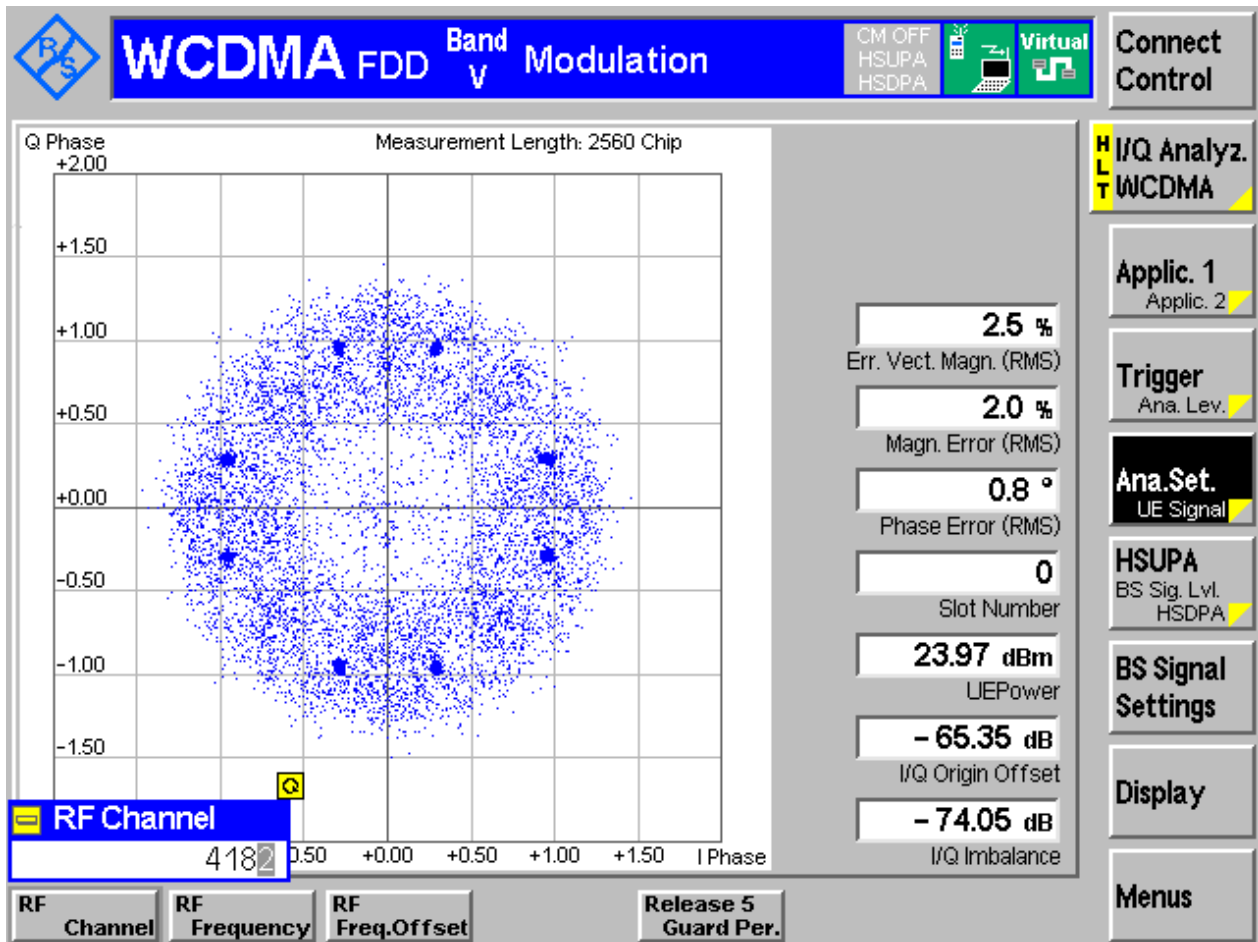 R/S
WCDMA FDD Band V Modulation
CM OFF
HSUPA
HSDPA
Virtual
Connect
Control
Q Phase
Measurement Length: 2560 Chip
+2.00
+1.50
+1.00
+0.50
+0.00
-0.50
-1.00
-1.50
HLT
I/Q Analyz.
WCDMA
Applic. 1
Applic. 2
Trigger
Ana. Lev.
Ana.Set.
UE Signal
HSUPA
BS Sig. Lvl.
HSDPA
BS Signal
Settings
Display
Menus
2.5 %
Err. Vect. Magn. (RMS)
2.0 %
Magn. Error (RMS)
0.8 °
Phase Error (RMS)
0
Slot Number
23.97 dBm
UEPower
-65.35 dB
I/Q Origin Offset
-74.05 dB
I/Q Imbalance
Q
RF Channel
4182
0.50 +0.00 +0.50 +1.00 +1.50 I Phase
RF
Channel
RF
Frequency
RF
Freq.Offset
Release 5
Guard Per.